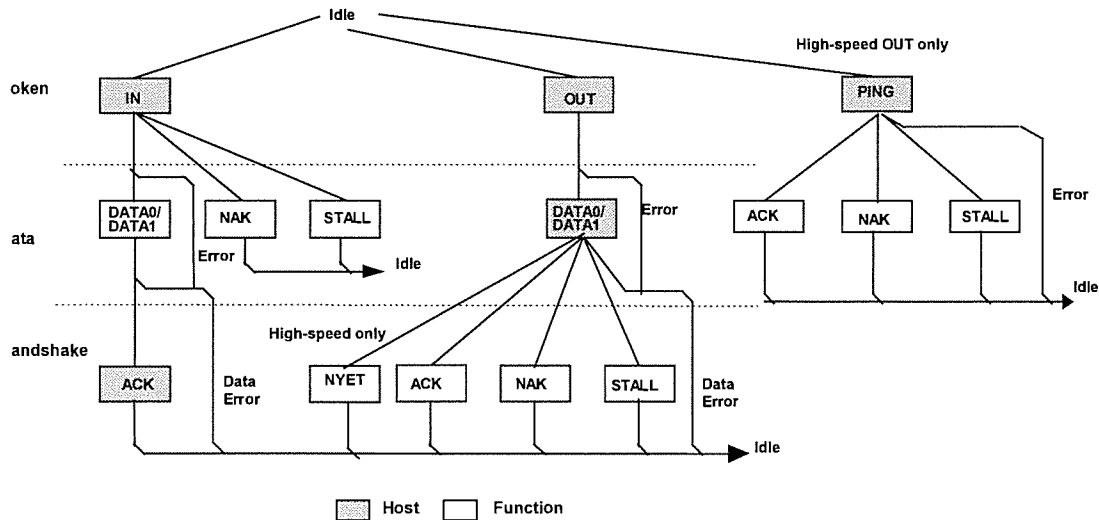 Idle
High-speed OUT only
oken
IN
OUT
PING
DATA0/
DATA1
NAK
STALL
DATA0/
DATA1
Error
ACK
NAK
STALL
Error
ata
Error
Idle
Idle
High-speed only
andshake
ACK
Data
Error
NYET
ACK
NAK
STALL
Data
Error
Idle
Host
Function